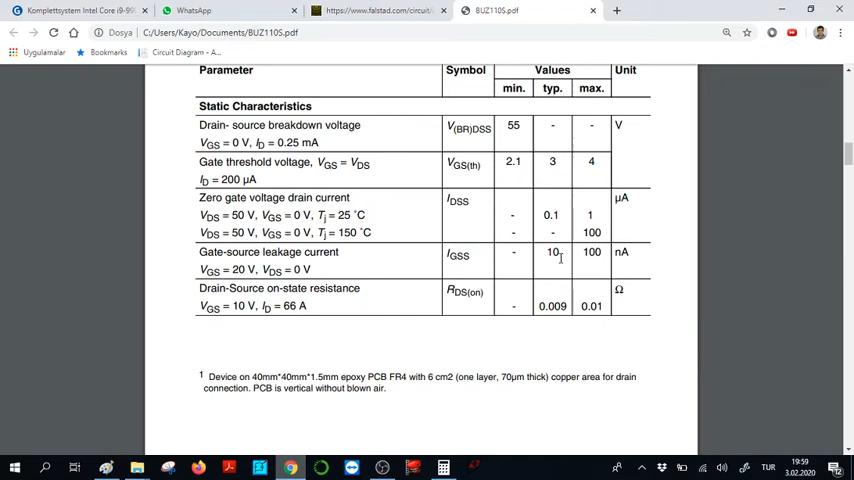 Komplettsystem Intel Core i9-99
WhatsApp
https://www.falstad.com/circuit/
BUZ110S.pdf
Dosya
C:/Users/Kayo/Documents/BUZ110S.pdf
Uygulamalar
Bookmarks
Circuit Diagram - A...
Parameter Symbol Values Unit
min. typ. max.
Static Characteristics
Drain- source breakdown voltage V(BR)DSS 55 - - V
VGS = 0 V, ID = 0.25 mA
Gate threshold voltage, VGS = VDS VGS(th) 2.1 3 4
ID = 200 µA
Zero gate voltage drain current IDSS µA
VDS = 50 V, VGS = 0 V, Tj = 25 ˚C - 0.1 1
VDS = 50 V, VGS = 0 V, Tj = 150 ˚C - - 100
Gate-source leakage current IGSS - 10 100 nA
VGS = 20 V, VDS = 0 V
Drain-Source on-state resistance RDS(on) Ω
VGS = 10 V, ID = 66 A - 0.009 0.01
1 Device on 40mm*40mm*1.5mm epoxy PCB FR4 with 6 cm2 (one layer, 70µm thick) copper area for drain
connection. PCB is vertical without blown air.
TUR
19:59
3.02.2020